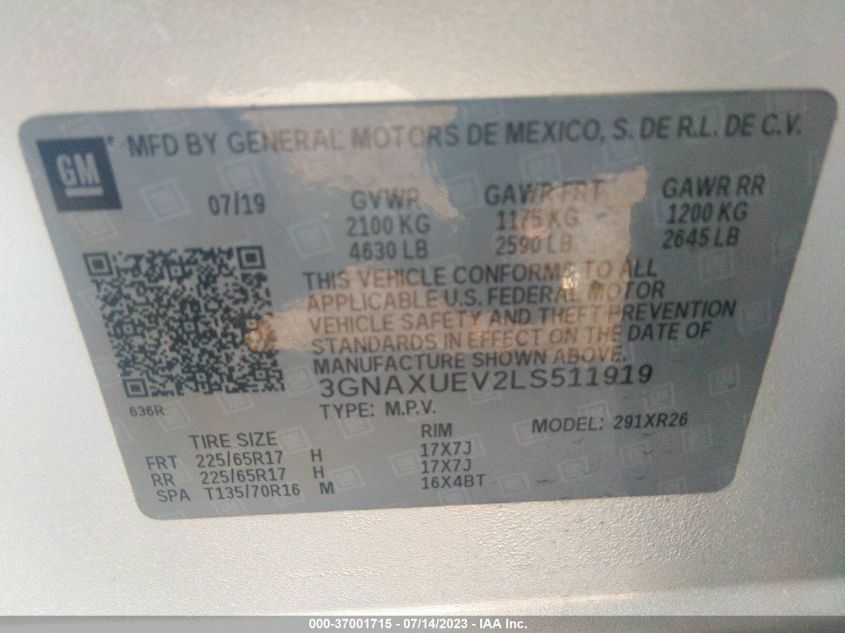 GM
MFD BY GENERAL MOTORS DE MEXICO, S. DE R.L. DE C.V.
07/19 GVWR GAWR FRT GAWR RR
2100 KG 1175 KG 1200 KG
4630 LB 2590 LB 2645 LB
THIS VEHICLE CONFORMS TO ALL
APPLICABLE U.S. FEDERAL MOTOR
VEHICLE SAFETY AND THEFT PREVENTION
STANDARDS IN EFFECT ON THE DATE OF
MANUFACTURE SHOWN ABOVE.
3GNAXUEV2LS511919
636R
TYPE: M.P.V.
MODEL: 291XR26
TIRE SIZE RIM
FRT 225/65R17 H 17X7J
RR 225/65R17 H 17X7J
SPA T135/70R16 M 16X4BT
000-37001715 - 07/14/2023 - IAA Inc.